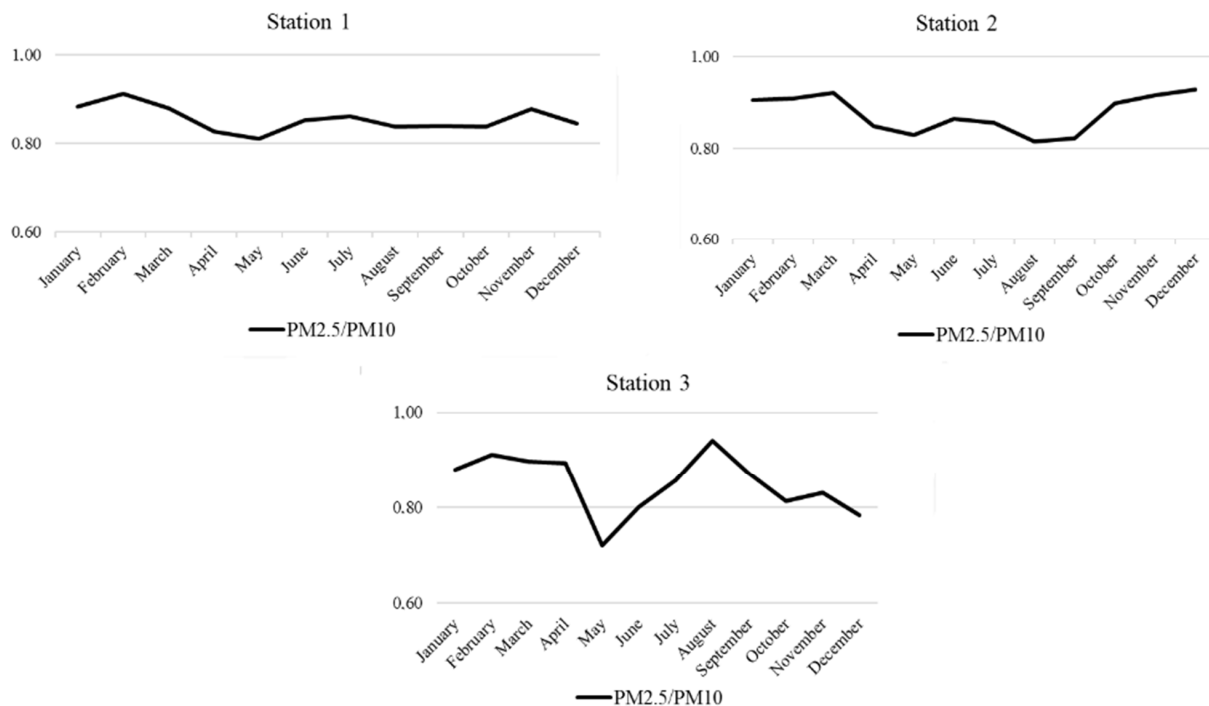 Station 1
1.00
0.80
0.60
January
February
March
April
May
June
July
August
September
October
November
December
PM2.5/PM10
Station 2
1.00
0.80
0.60
January
February
March
April
May
June
July
August
September
October
November
December
PM2.5/PM10
Station 3
1.00
0.80
0.60
January
February
March
April
May
June
July
August
September
October
November
December
PM2.5/PM10